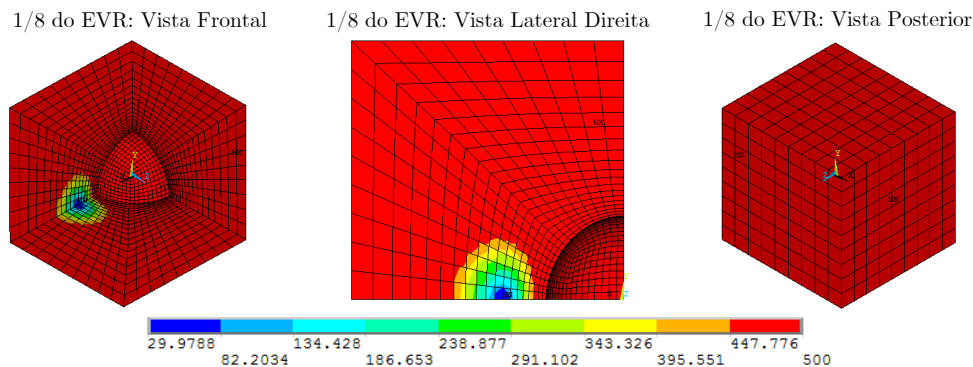 1/8 do EVR: Vista Frontal
1/8 do EVR: Vista Lateral Direita
1/8 do EVR: Vista Posterior
Y
Y
29.9788 134.428 238.877 343.326 447.776
82.2034 186.653 291.102 395.551 500